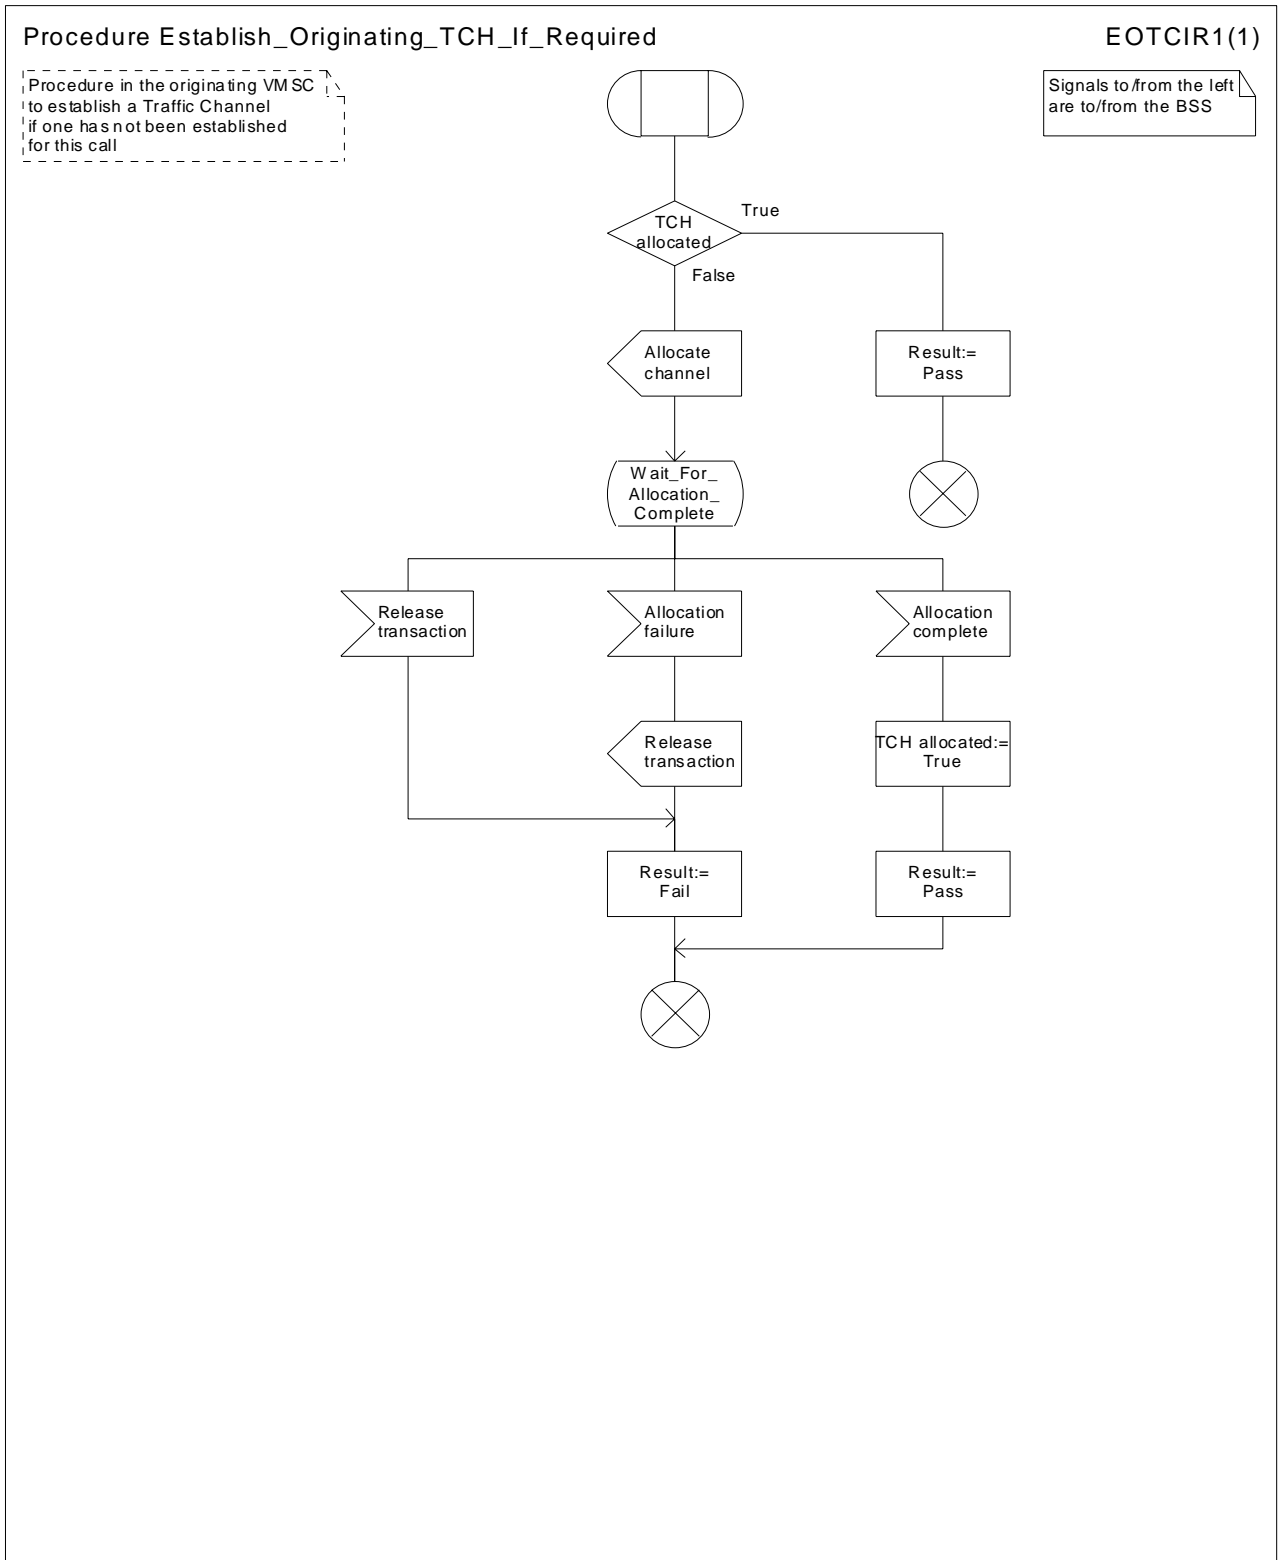 Procedure Establish_Originating_TCH_If_Required
EOTCIR1(1)
Procedure in the originating VMSC
to establish a Traffic Channel
if one has not been established
for this call
Signals to/from the left
are to/from the BSS
TCH
allocated
True
False
Allocate
channel
Result:=
Pass
Wait_For_
Allocation_
Complete
Release
transaction
Allocation
failure
Allocation
complete
Release
transaction
TCH allocated:=
True
Result:=
Fail
Result:=
Pass